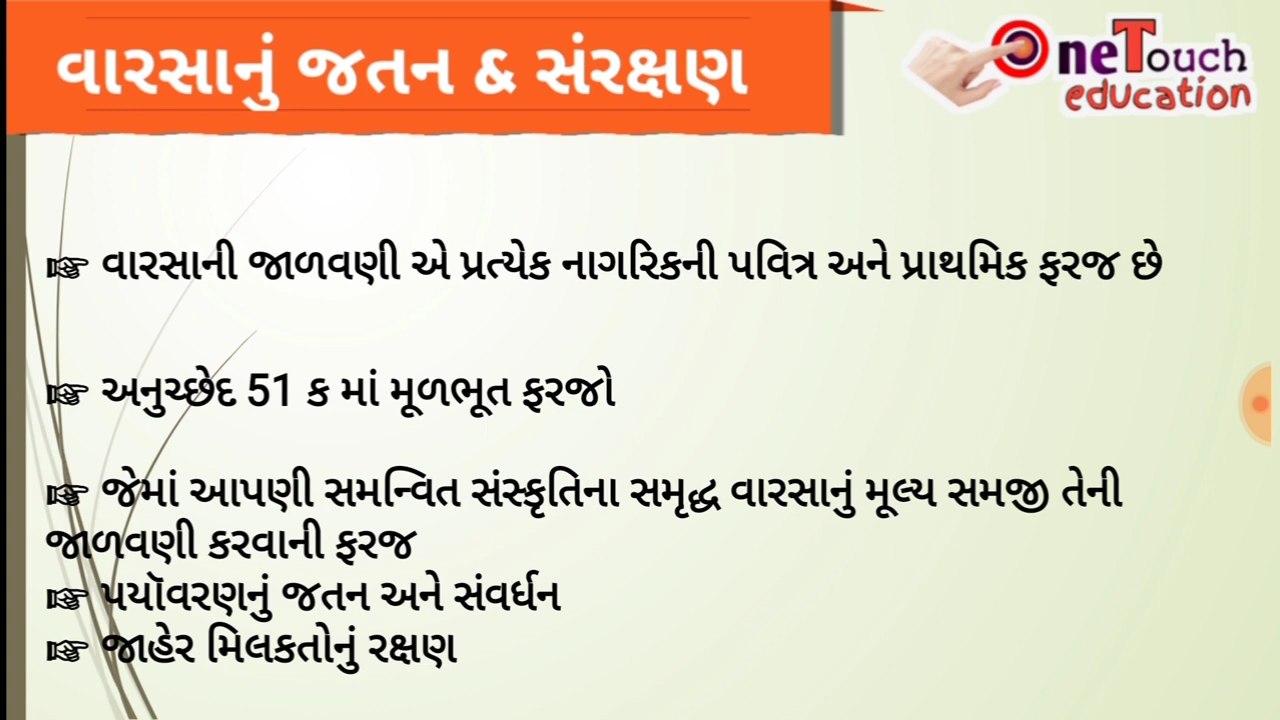 વારસાનું જતન & સંરક્ષણ
OneTouch
education
☞ વારસાની જાળવણી એ પ્રત્યેક નાગરિકની પવિત્ર અને પ્રાથમિક ફરજ છે
☞ અનુચ્છેદ 51 ક માં મૂળભૂત ફરજો
☞ જેમાં આપણી સમન્વિત સંસ્કૃતિના સમૃદ્ધ વારસાનું મૂલ્ય સમજી તેની
જાળવણી કરવાની ફરજ
☞ પયૉવરણનું જતન અને સંવર્ધન
☞ જાહેર મિલકતોનું રક્ષણ